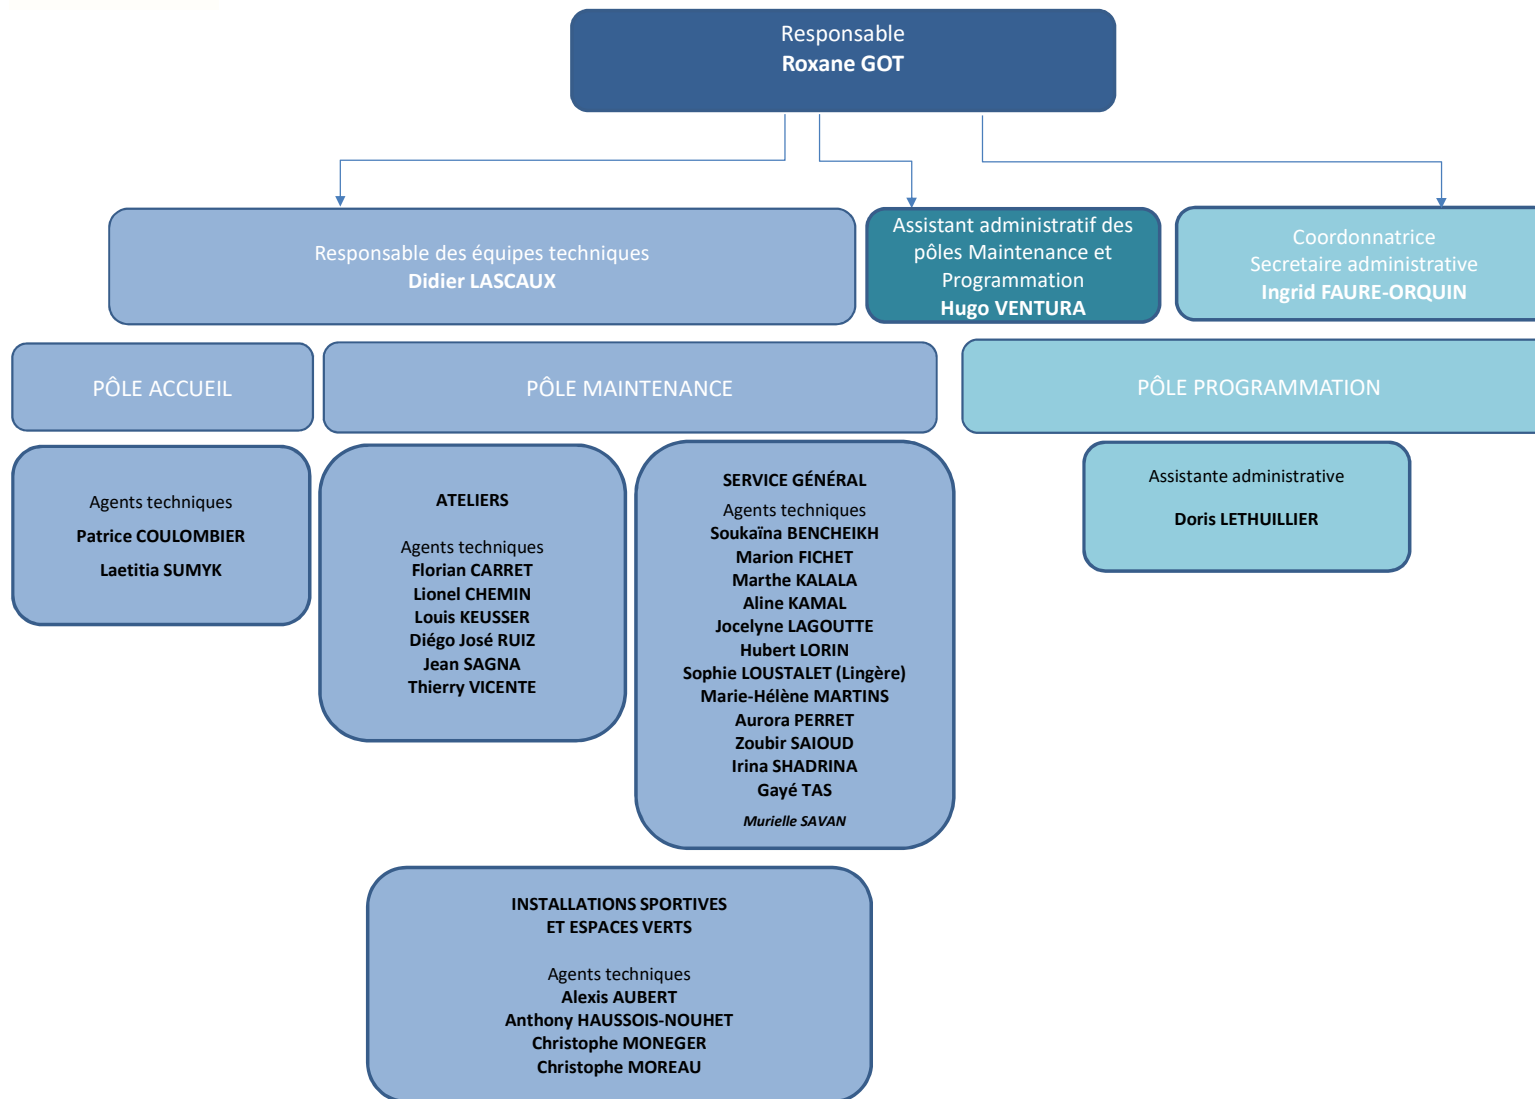 Responsable
Roxane GOT
Responsable des équipes techniques
Didier LASCAUX
Assistant administratif des
pôles Maintenance et
Programmation
Hugo VENTURA
Coordonnatrice
Secretaire administrative
Ingrid FAURE-ORQUIN
PÔLE ACCUEIL
PÔLE MAINTENANCE
PÔLE PROGRAMMATION
Agents techniques
Patrice COULOMBIER
Laetitia SUMYK
ATELIERS
Agents techniques
Florian CARRET
Lionel CHEMIN
Louis KEUSSER
Diégo José RUIZ
Jean SAGNA
Thierry VICENTE
SERVICE GÉNÉRAL
Agents techniques
Soukaïna BENCHEIKH
Marion FICHET
Marthe KALALA
Aline KAMAL
Jocelyne LAGOUTTE
Hubert LORIN
Sophie LOUSTALET (Lingère)
Marie-Hélène MARTINS
Aurora PERRET
Zoubir SAIOUD
Irina SHADRINA
Gayé TAS
Murielle SAVAN
Assistante administrative
Doris LETHUILLIER
INSTALLATIONS SPORTIVES
ET ESPACES VERTS
Agents techniques
Alexis AUBERT
Anthony HAUSSOIS-NOUHET
Christophe MONEGER
Christophe MOREAU